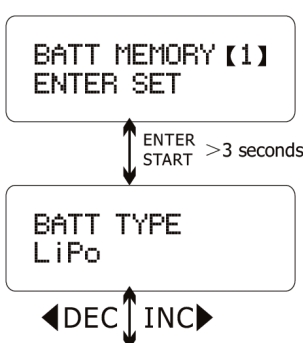 BATT MEMORY【1】
ENTER SET
ENTER
START >3 seconds
BATT TYPE
LiPo
◀DEC INC▶